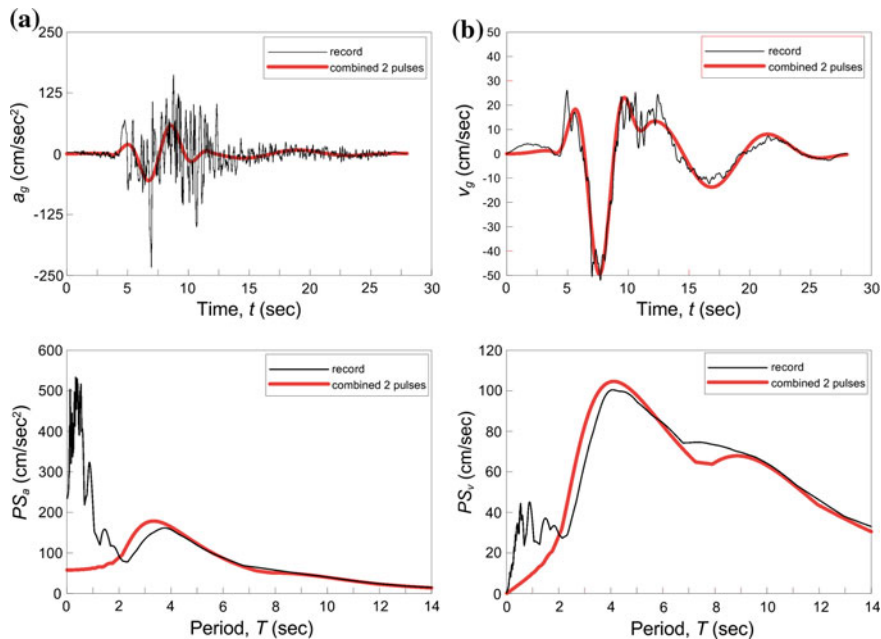 (a)
250
125
0
-125
-250
a_g (cm/sec²)
record
combined 2 pulses
0 5 10 15 20 25 30
Time, t (sec)
(b)
50
40
30
20
10
0
-10
-20
-30
-40
-50
v_g (cm/sec)
record
combined 2 pulses
0 5 10 15 20 25 30
Time, t (sec)
600
500
400
300
200
100
0
PS_a (cm/sec²)
record
combined 2 pulses
0 2 4 6 8 10 12 14
Period, T (sec)
120
100
80
60
40
20
0
PS_v (cm/sec)
record
combined 2 pulses
0 2 4 6 8 10 12 14
Period, T (sec)